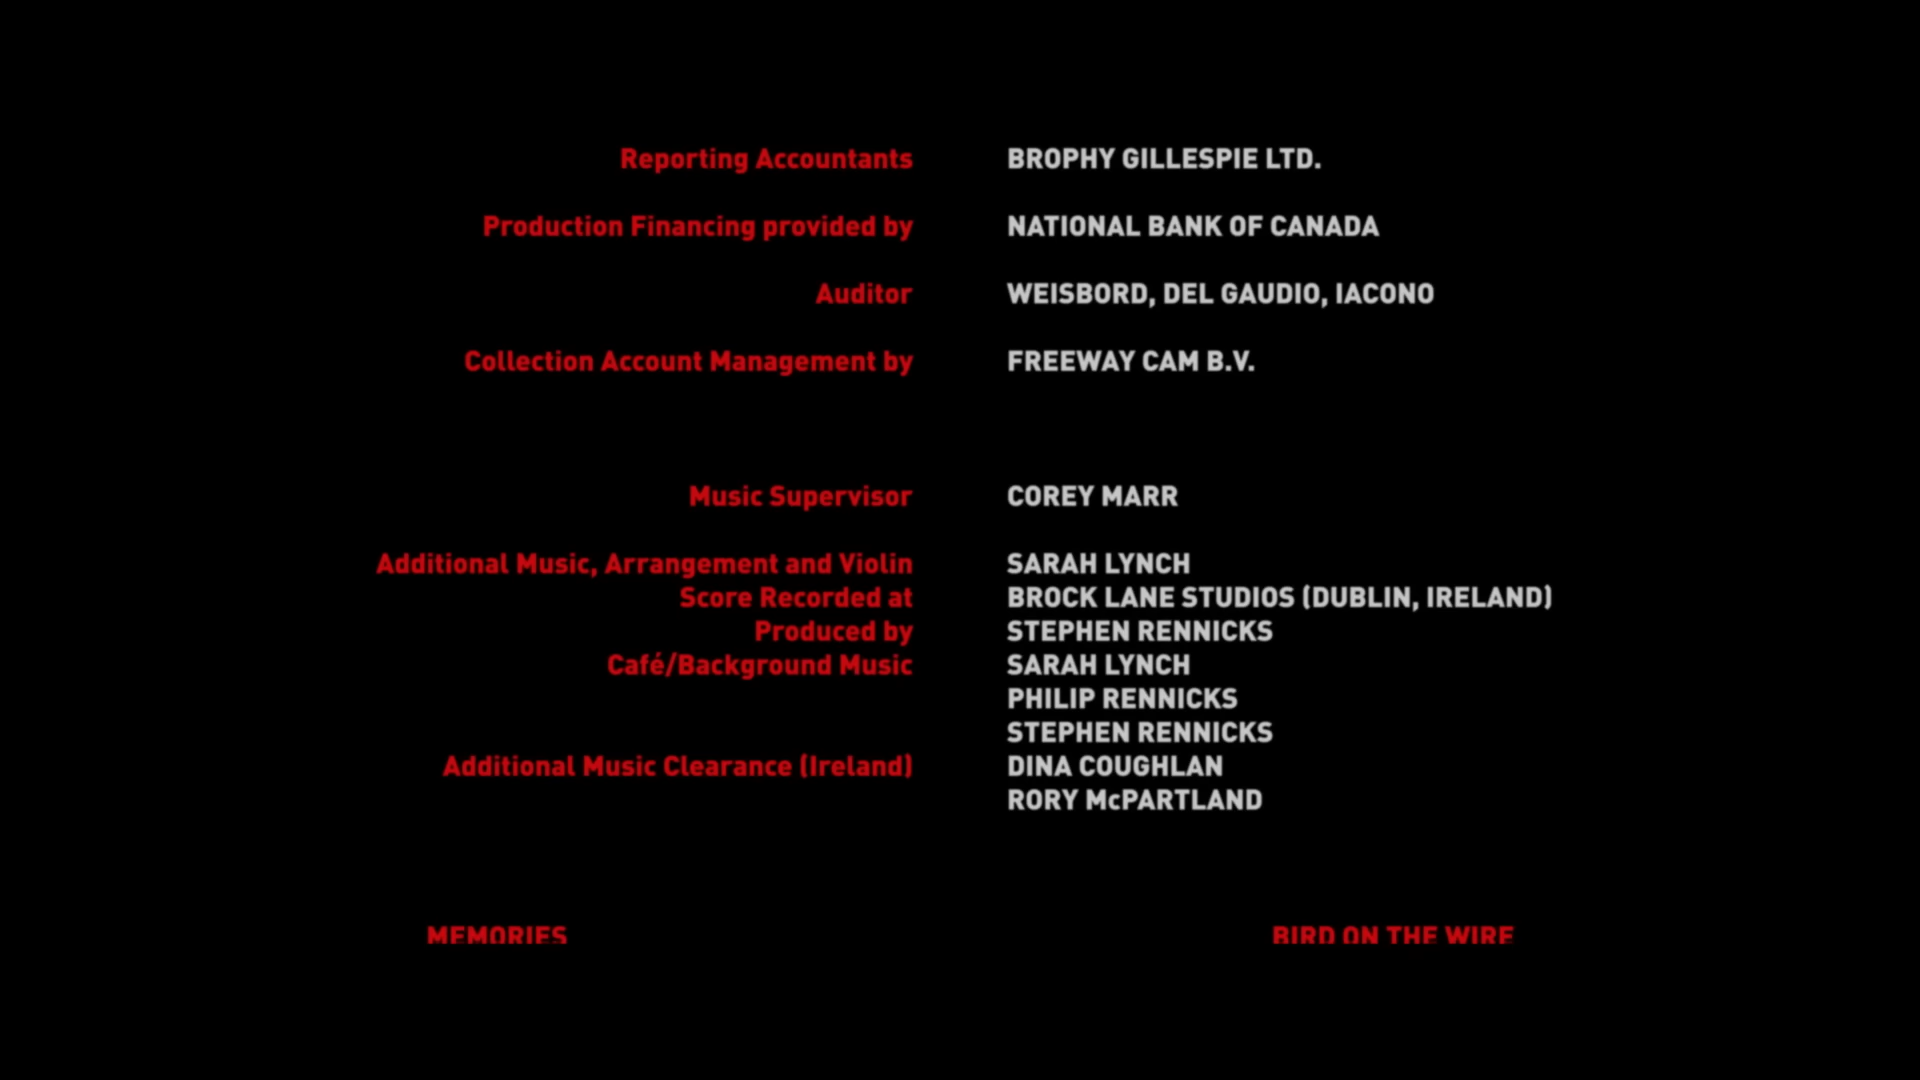 Reporting Accountants BROPHY GILLESPIE LTD.
Production Financing provided by NATIONAL BANK OF CANADA
Auditor WEISBORD, DEL GAUDIO, IACONO
Collection Account Management by FREEWAY CAM B.V.
Music Supervisor COREY MARR
Additional Music, Arrangement and Violin SARAH LYNCH
Score Recorded at BROCK LANE STUDIOS (DUBLIN, IRELAND)
Produced by STEPHEN RENNICKS
Café/Background Music SARAH LYNCH
PHILIP RENNICKS
STEPHEN RENNICKS
Additional Music Clearance (Ireland) DINA COUGHLAN
RORY McPARTLAND
MEMORIES BIRD ON THE WIRE